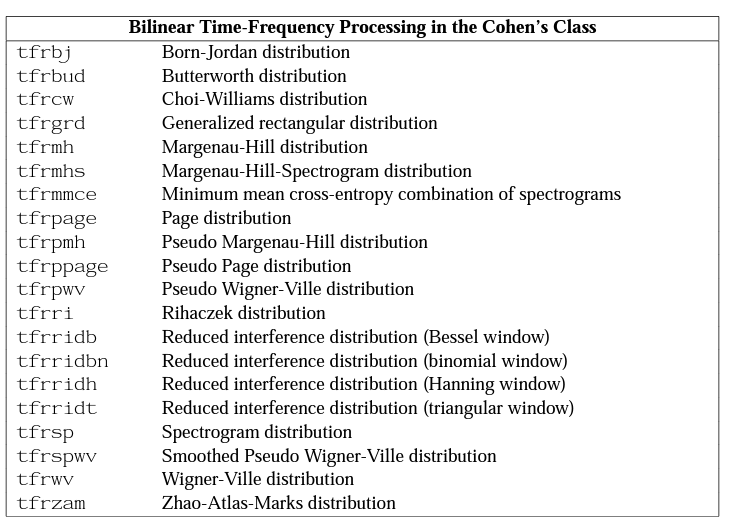 Bilinear Time-Frequency Processing in the Cohen's Class
tfrbj Born-Jordan distribution
tfrbud Butterworth distribution
tfrcw Choi-Williams distribution
tfrgrd Generalized rectangular distribution
tfrmh Margenau-Hill distribution
tfrmhs Margenau-Hill-Spectrogram distribution
tfrmmce Minimum mean cross-entropy combination of spectrograms
tfrpage Page distribution
tfrpmh Pseudo Margenau-Hill distribution
tfrppage Pseudo Page distribution
tfrpwv Pseudo Wigner-Ville distribution
tfrri Rihaczek distribution
tfrridb Reduced interference distribution (Bessel window)
tfrridbn Reduced interference distribution (binomial window)
tfrridh Reduced interference distribution (Hanning window)
tfrridt Reduced interference distribution (triangular window)
tfrsp Spectrogram distribution
tfrspwv Smoothed Pseudo Wigner-Ville distribution
tfrwv Wigner-Ville distribution
tfrzam Zhao-Atlas-Marks distribution